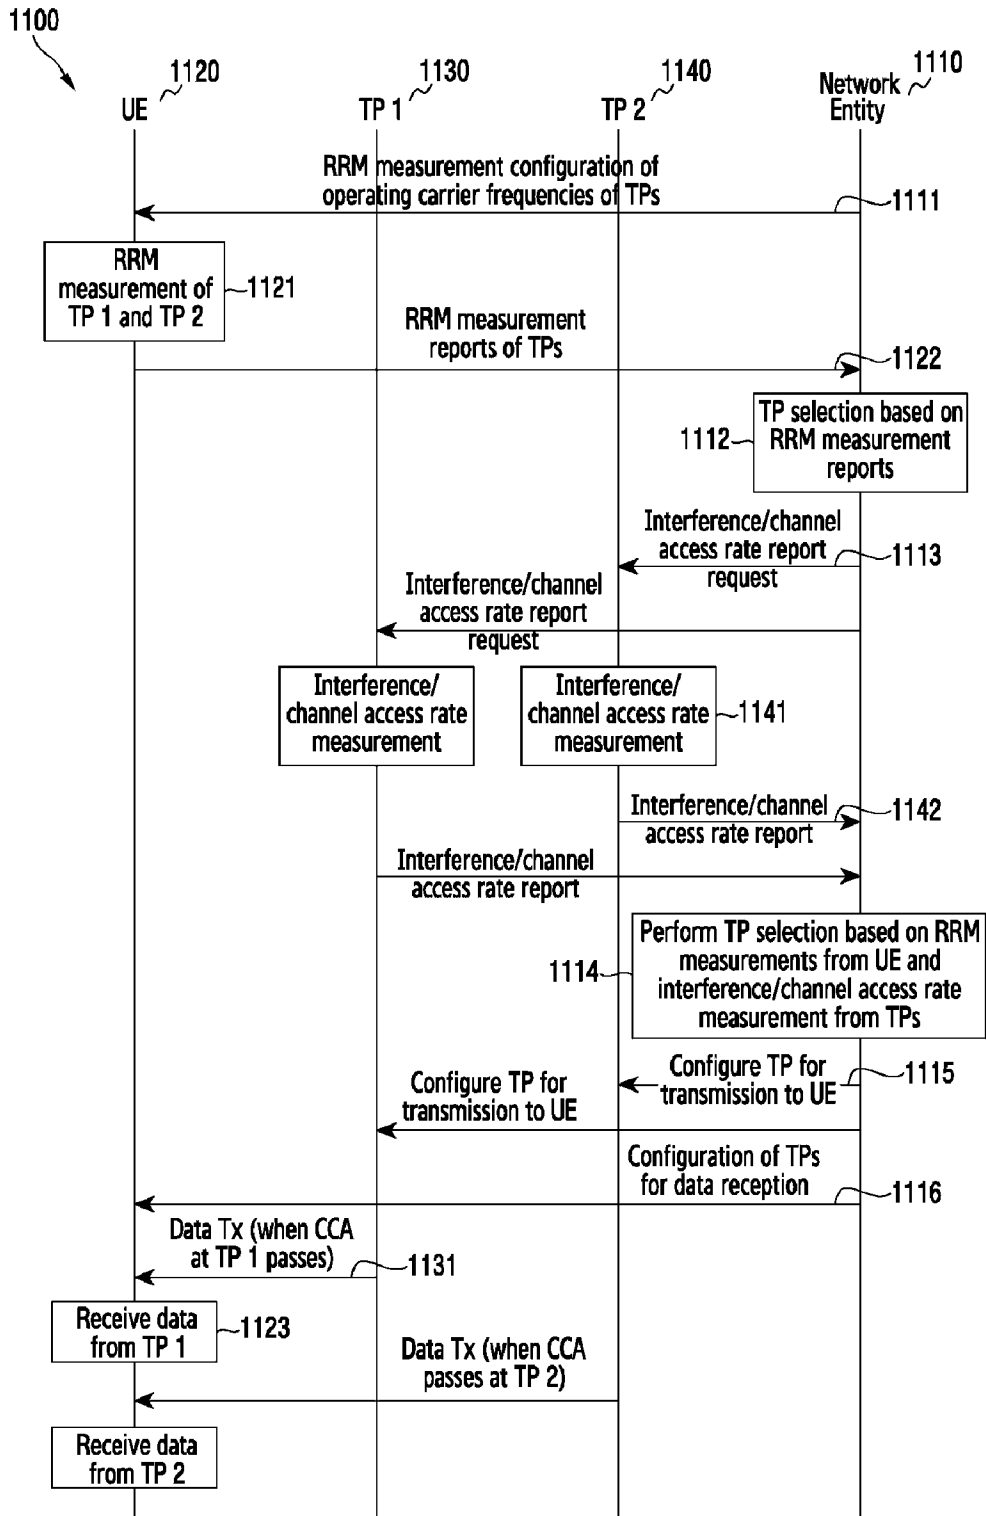 1100
1120
1130
1140
1110
UE
TP 1
TP 2
Network
Entity
RRM measurement configuration of
operating carrier frequencies of TPs
1111
RRM
measurement of
TP 1 and TP 2
1121
RRM measurement
reports of TPs
1122
TP selection based on
RRM measurement
reports
1112
Interference/channel
access rate report
request
1113
Interference/channel
access rate report
request
Interference/
channel access rate
measurement
Interference/
channel access rate
measurement
1141
Interference/channel
access rate report
1142
Interference/channel
access rate report
Perform TP selection based on RRM
measurements from UE and
interference/channel access rate
measurement from TPs
1114
Configure TP for
transmission to UE
1115
Configure TP for
transmission to UE
Configuration of TPs
for data reception
1116
Data Tx (when CCA
at TP 1 passes)
1131
Receive data
from TP 1
1123
Data Tx (when CCA
passes at TP 2)
Receive data
from TP 2